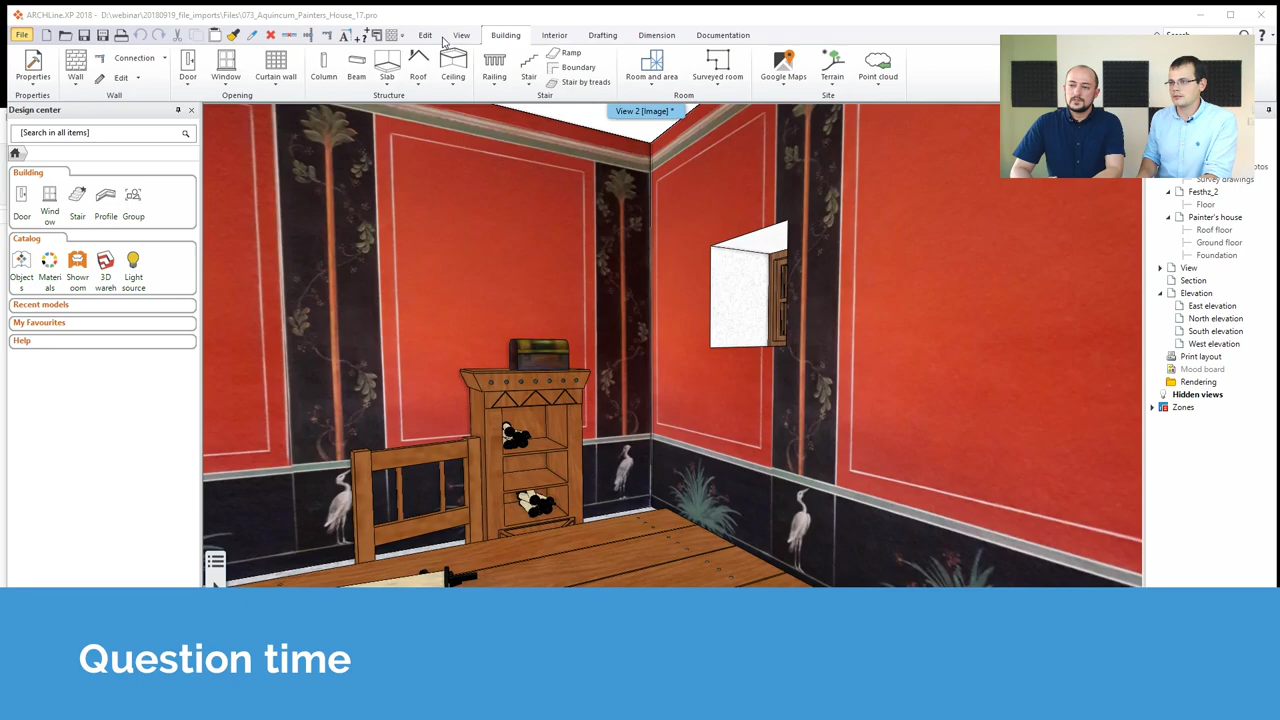 ARCHLine.XP 2018 - D:\webinar\20180919_file_imports\Files\073_Aquincum_Painters_House_17.pro
File Edit View Building Interior Drafting Dimension Documentation Search...
Properties Wall Connection Edit Door Window Curtain wall Column Beam Slab Roof Ceiling Railing Stair Ramp Boundary Stair by treads Room and area Surveyed room Google Maps Terrain Point cloud
Properties Wall Opening Structure Stair Room Site
Design center
View 2 [Image] *
[Search in all items]
Building
Door Wind ow Stair Profile Group
Catalog
Object s Materi als Showr oom 3D wareh Light source
Recent models
My Favourites
Help
Survey drawings
Festhz_2
Floor
Painter's house
Roof floor
Ground floor
Foundation
View
Section
Elevation
East elevation
North elevation
South elevation
West elevation
Print layout
Mood board
Rendering
Hidden views
Zones
Question time